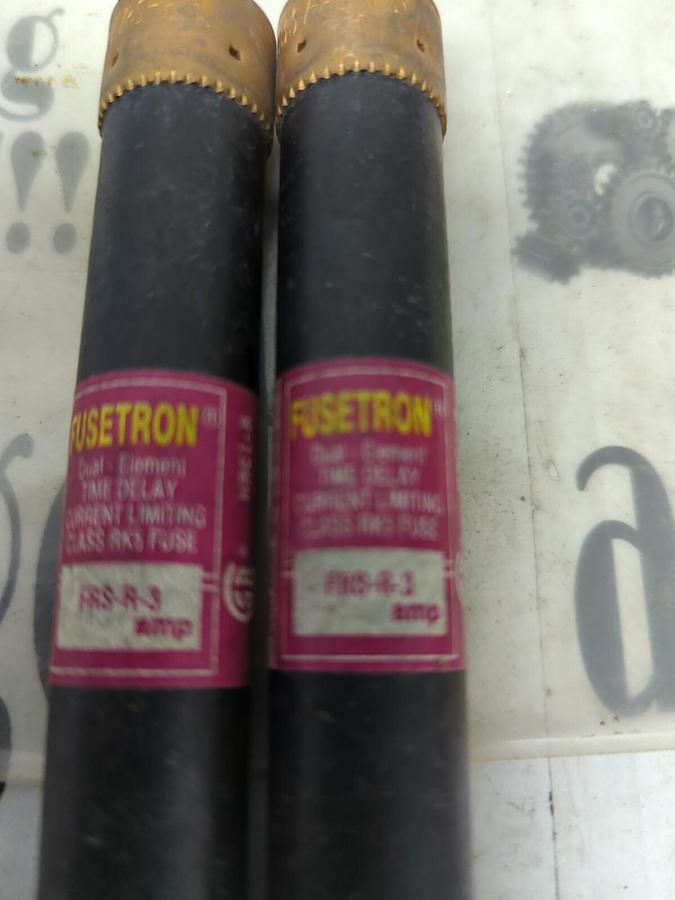 g
!!
FUSETRON®
Dual-Element
TIME DELAY
CURRENT LIMITING
CLASS RK5 FUSE
FRS-R-3
amp
HRCI-R
FUSETRON®
Dual-Element
TIME DELAY
CURRENT LIMITING
CLASS RK5 FUSE
FRS-R-3
amp
a